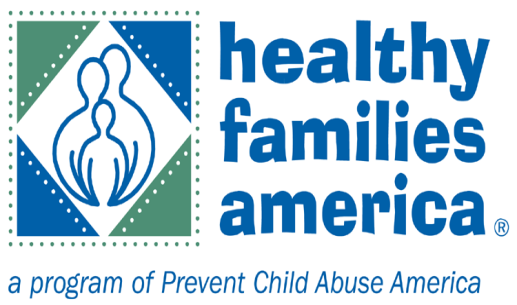 healthy
families
america®
a program of Prevent Child Abuse America